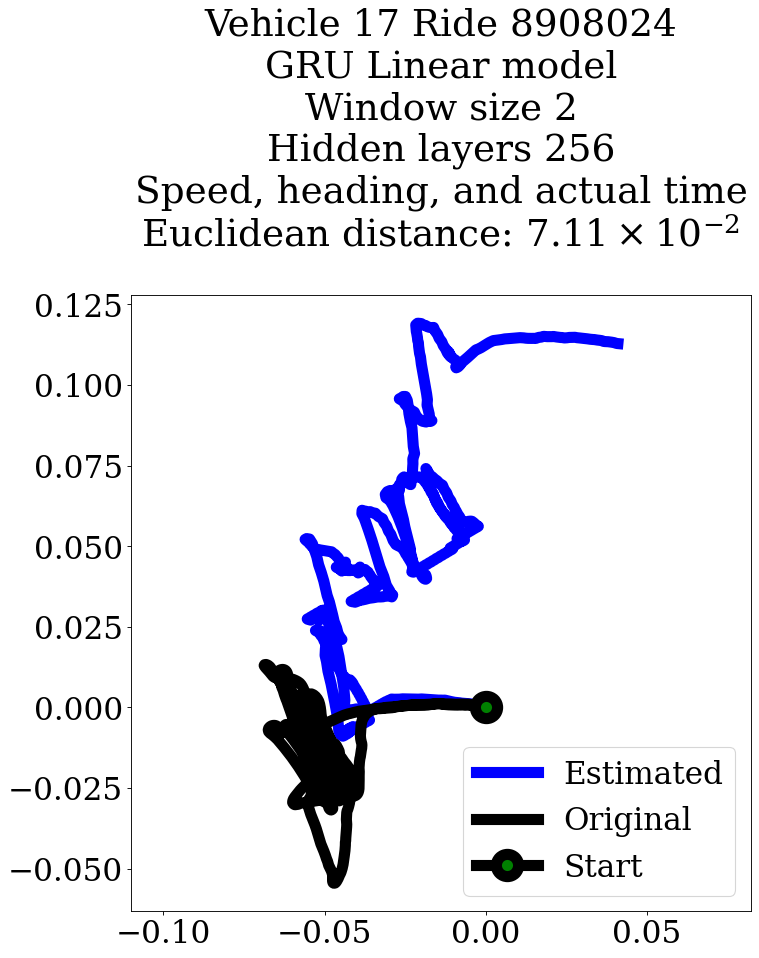 Vehicle 17 Ride 8908024
GRU Linear model
Window size 2
Hidden layers 256
Speed, heading, and actual time
Euclidean distance: 7.11 × 10⁻²
0.125
0.100
0.075
0.050
0.025
0.000
−0.025
−0.050
Estimated
Original
Start
−0.10
−0.05
0.00
0.05